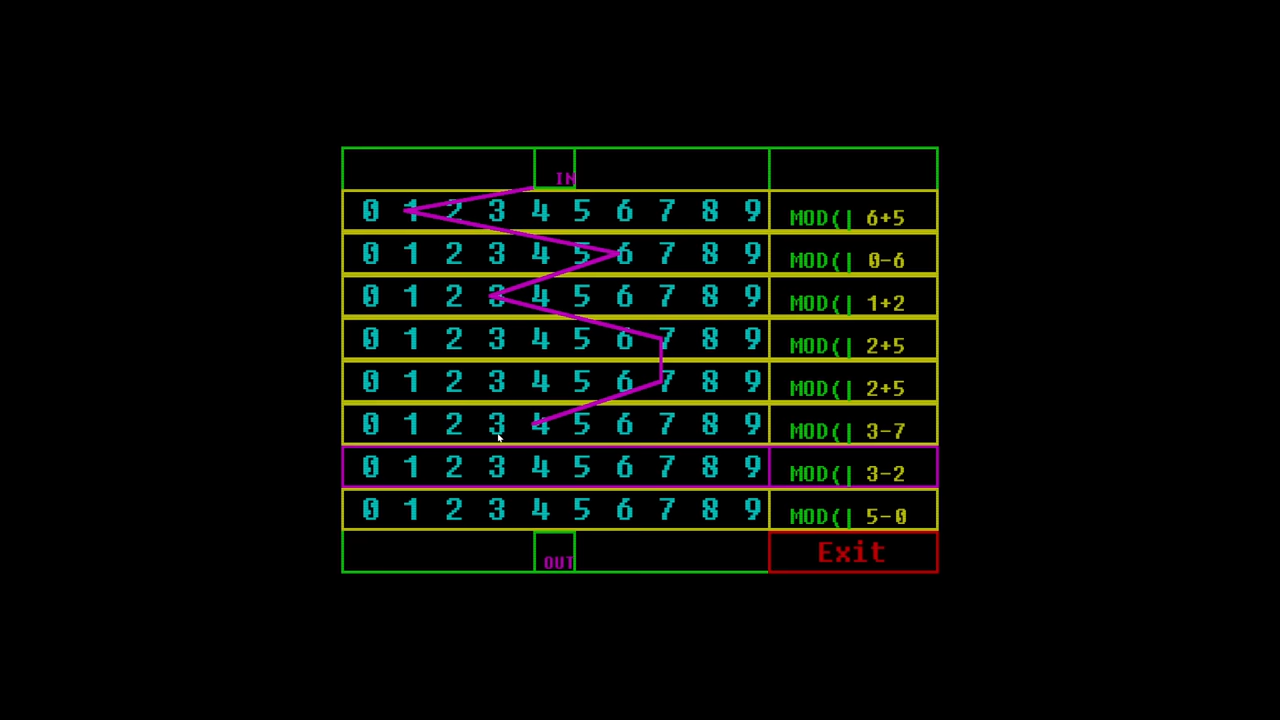 IN
0 1 2 3 4 5 6 7 8 9 MOD(| 6+5
0 1 2 3 4 5 6 7 8 9 MOD(| 0-6
0 1 2 3 4 5 6 7 8 9 MOD(| 1+2
0 1 2 3 4 5 6 7 8 9 MOD(| 2+5
0 1 2 3 4 5 6 7 8 9 MOD(| 2+5
0 1 2 3 4 5 6 7 8 9 MOD(| 3-7
0 1 2 3 4 5 6 7 8 9 MOD(| 3-2
0 1 2 3 4 5 6 7 8 9 MOD(| 5-0
OUT Exit